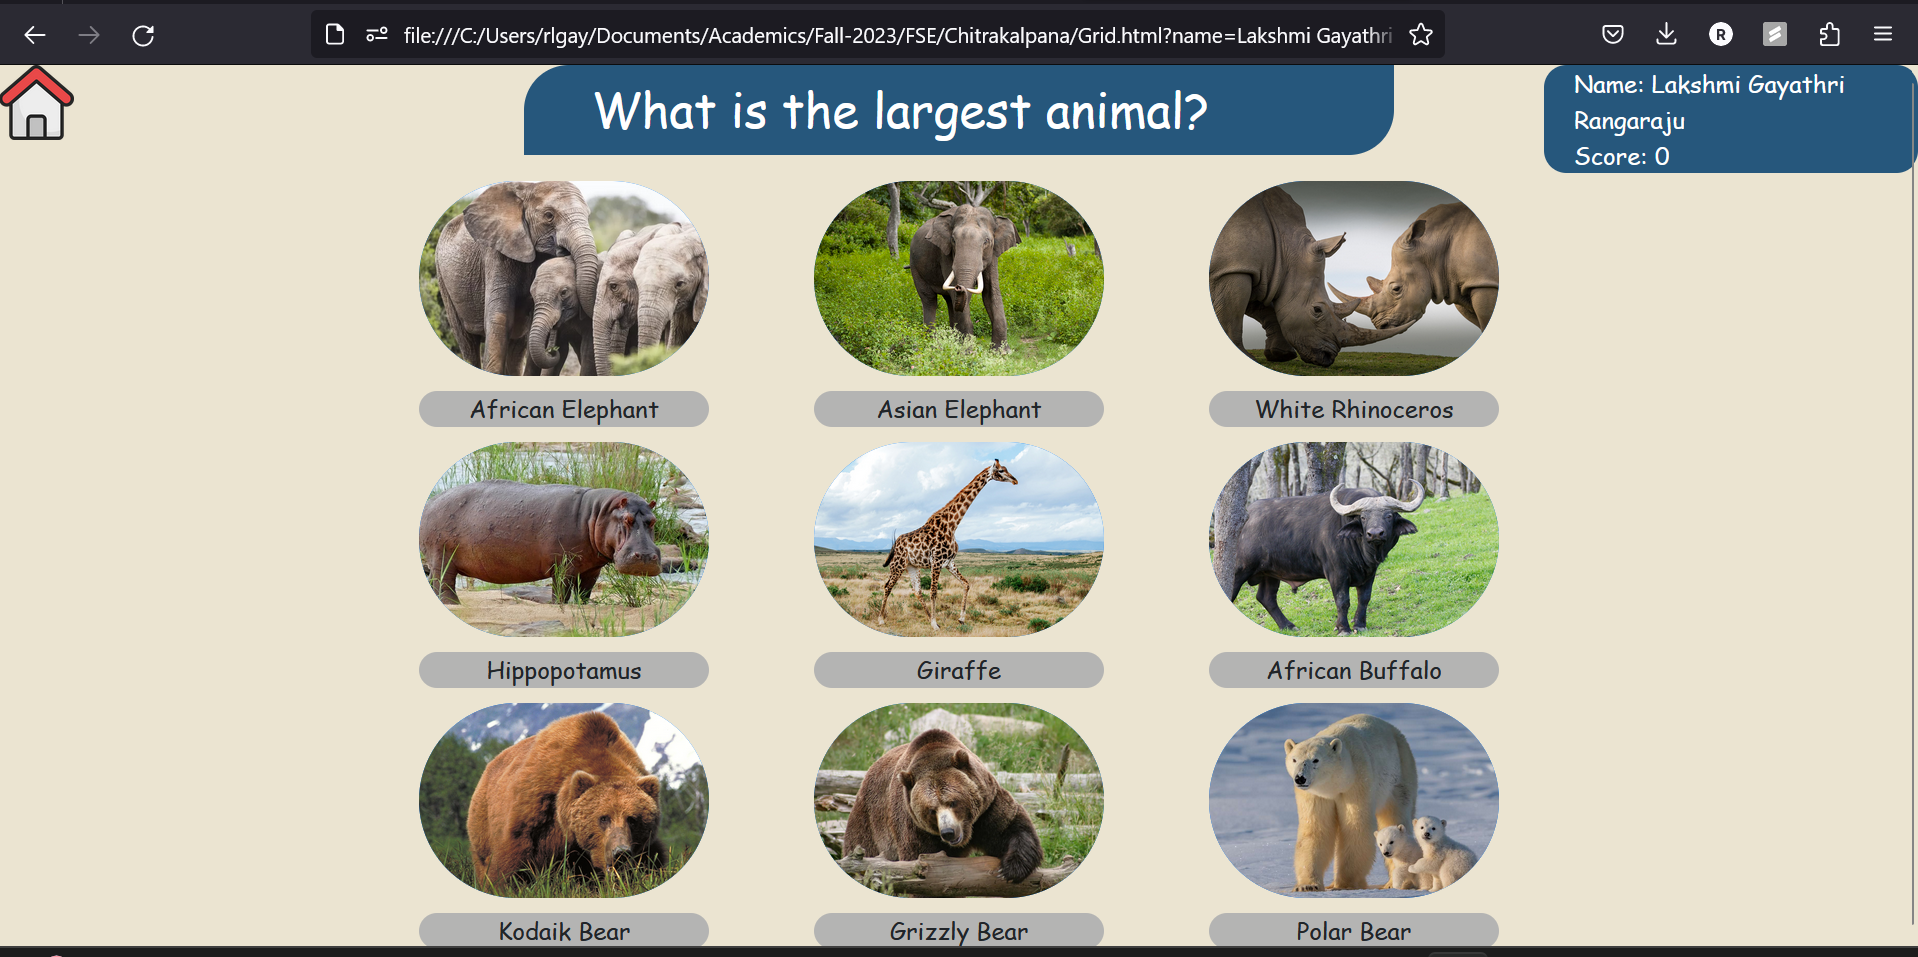 file:///C:/Users/rlgay/Documents/Academics/Fall-2023/FSE/Chitrakalpana/Grid.html?name=Lakshmi Gayathri
R
What is the largest animal?
Name: Lakshmi Gayathri
Rangaraju
Score: 0
African Elephant
Asian Elephant
White Rhinoceros
Hippopotamus
Giraffe
African Buffalo
Kodaik Bear
Grizzly Bear
Polar Bear